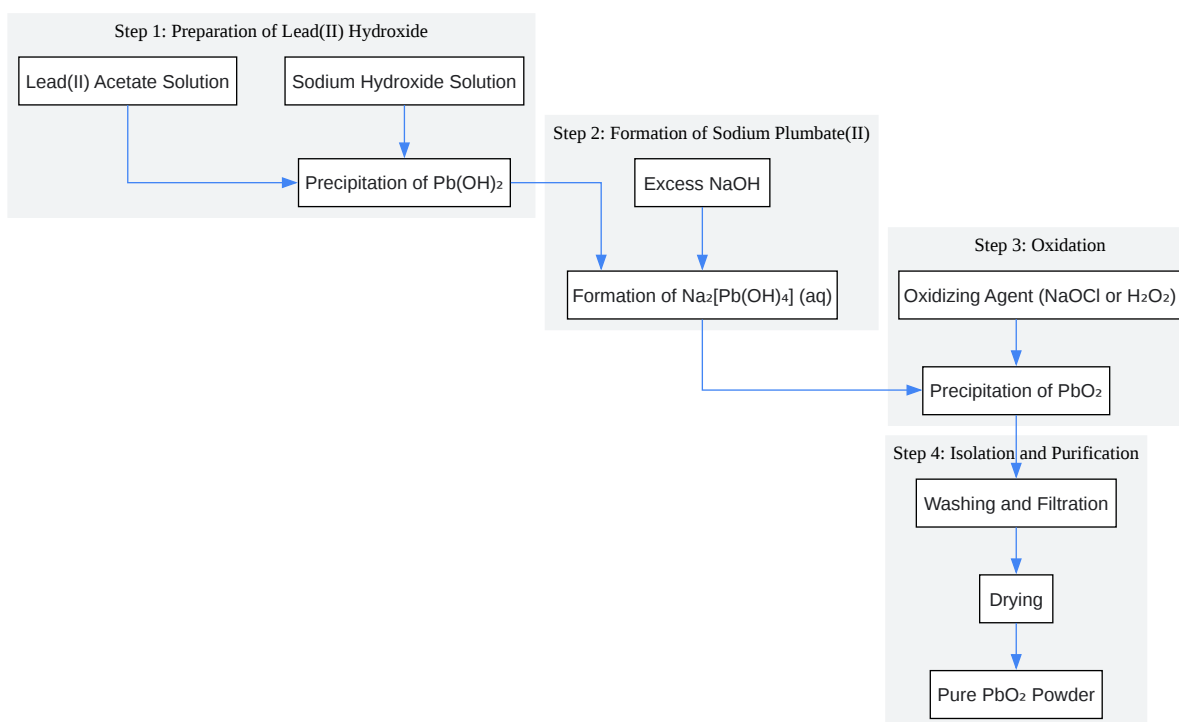 Step 1: Preparation of Lead(II) Hydroxide
Lead(II) Acetate Solution
Sodium Hydroxide Solution
Precipitation of Pb(OH)₂
Step 2: Formation of Sodium Plumbate(II)
Excess NaOH
Formation of Na₂[Pb(OH)₄] (aq)
Step 3: Oxidation
Oxidizing Agent (NaOCl or H₂O₂)
Precipitation of PbO₂
Step 4: Isolation and Purification
Washing and Filtration
Drying
Pure PbO₂ Powder